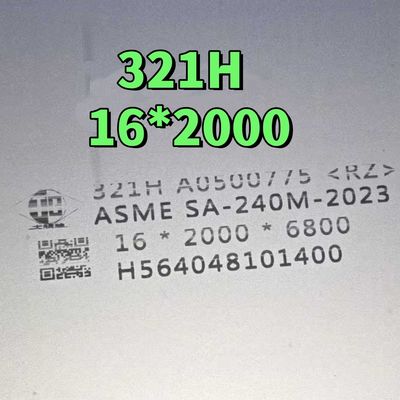 321H
16*2000
321H A0500775 <RZ>
ASME SA-240M-2023
16 * 2000 * 6800
H564048101400